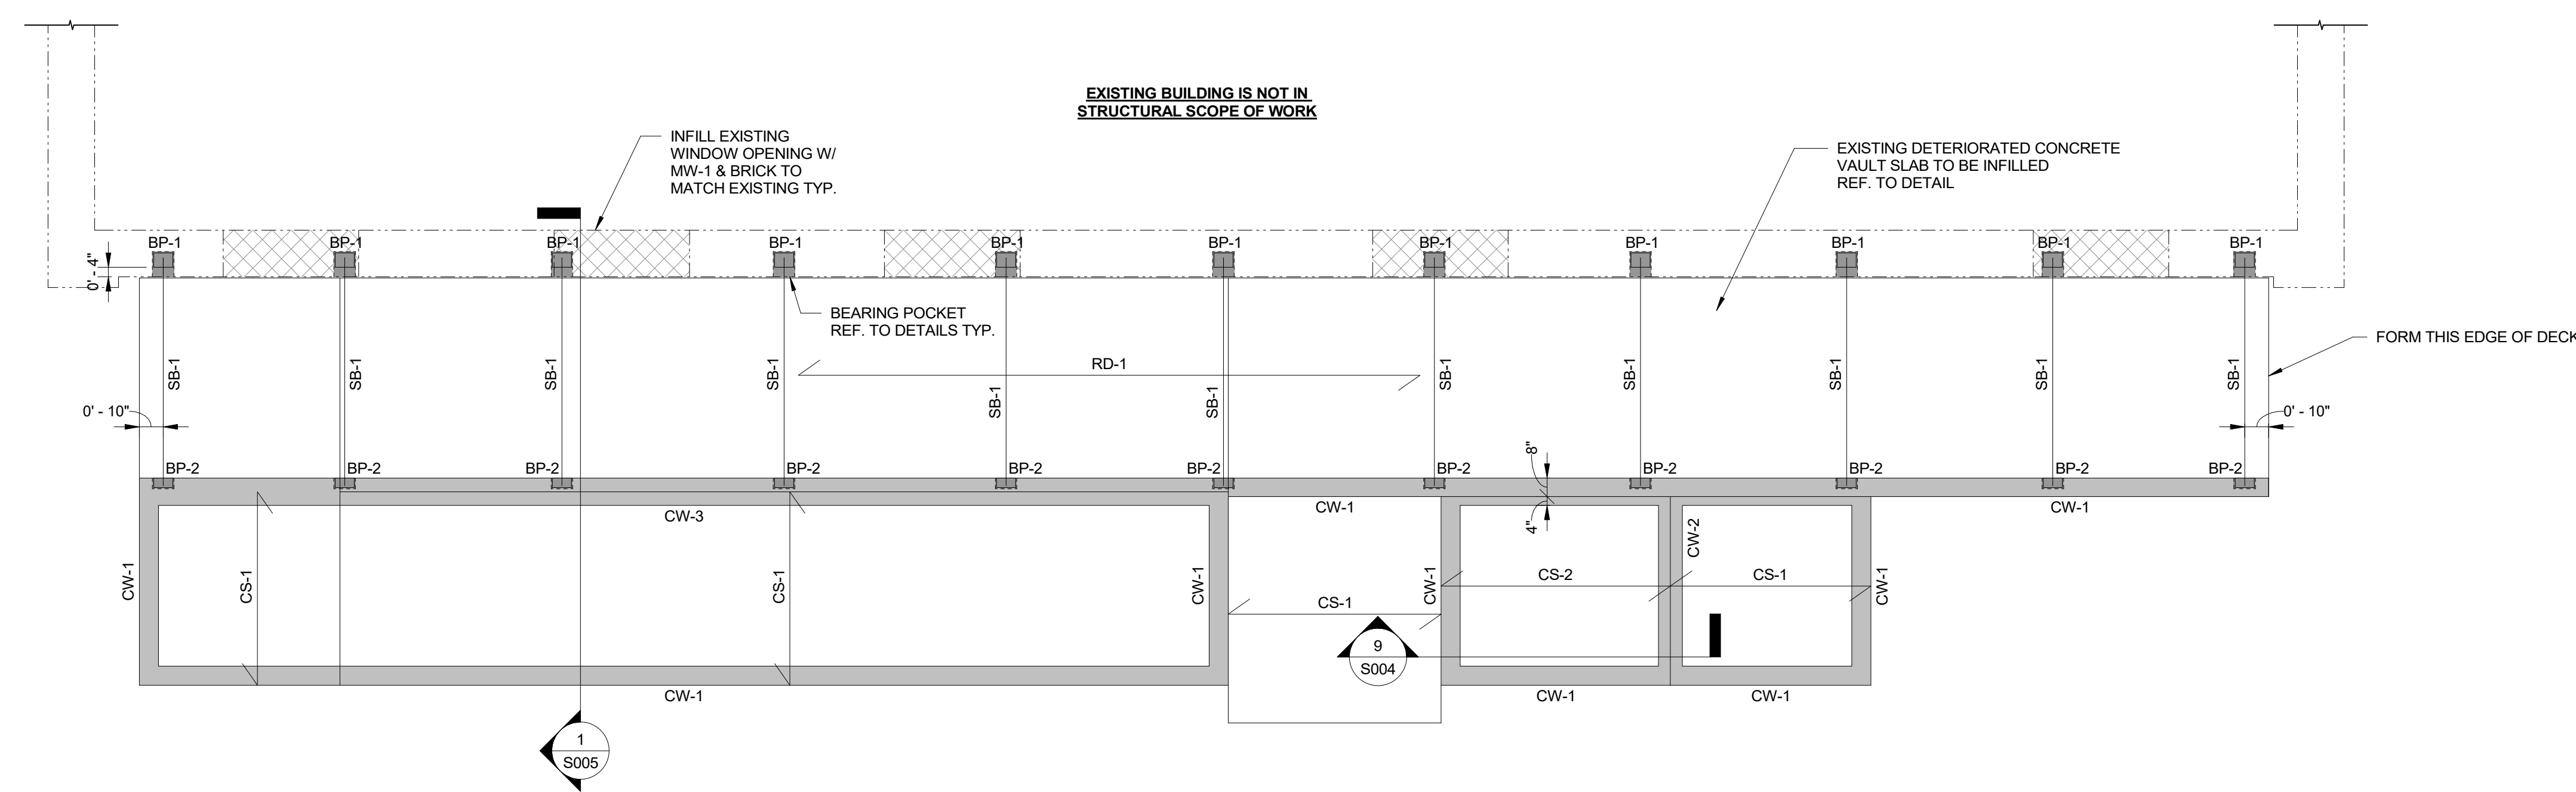 EXISTING BUILDING IS NOT IN
STRUCTURAL SCOPE OF WORK
INFILL EXISTING
WINDOW OPENING W/
MW-1 & BRICK TO
MATCH EXISTING TYP.
EXISTING DETERIORATED CONCRETE
VAULT SLAB TO BE INFILLED
REF. TO DETAIL
BP-1
BP-1
BP-1
BP-1
BP-1
BP-1
BP-1
BP-1
BP-1
BP-1
BP-1
0' - 4"
BEARING POCKET
REF. TO DETAILS TYP.
FORM THIS EDGE OF DECK
RD-1
SB-1
SB-1
SB-1
SB-1
SB-1
SB-1
SB-1
SB-1
SB-1
SB-1
SB-1
0' - 10"
0' - 10"
8"
BP-2
BP-2
BP-2
BP-2
BP-2
BP-2
BP-2
BP-2
BP-2
BP-2
BP-2
CW-3
CW-1
4"
CW-2
CW-1
CW-1
CS-1
CS-1
CW-1
CS-1
CW-1
CS-2
CS-1
CW-1
9
S004
CW-1
CW-1
CW-1
1
S005